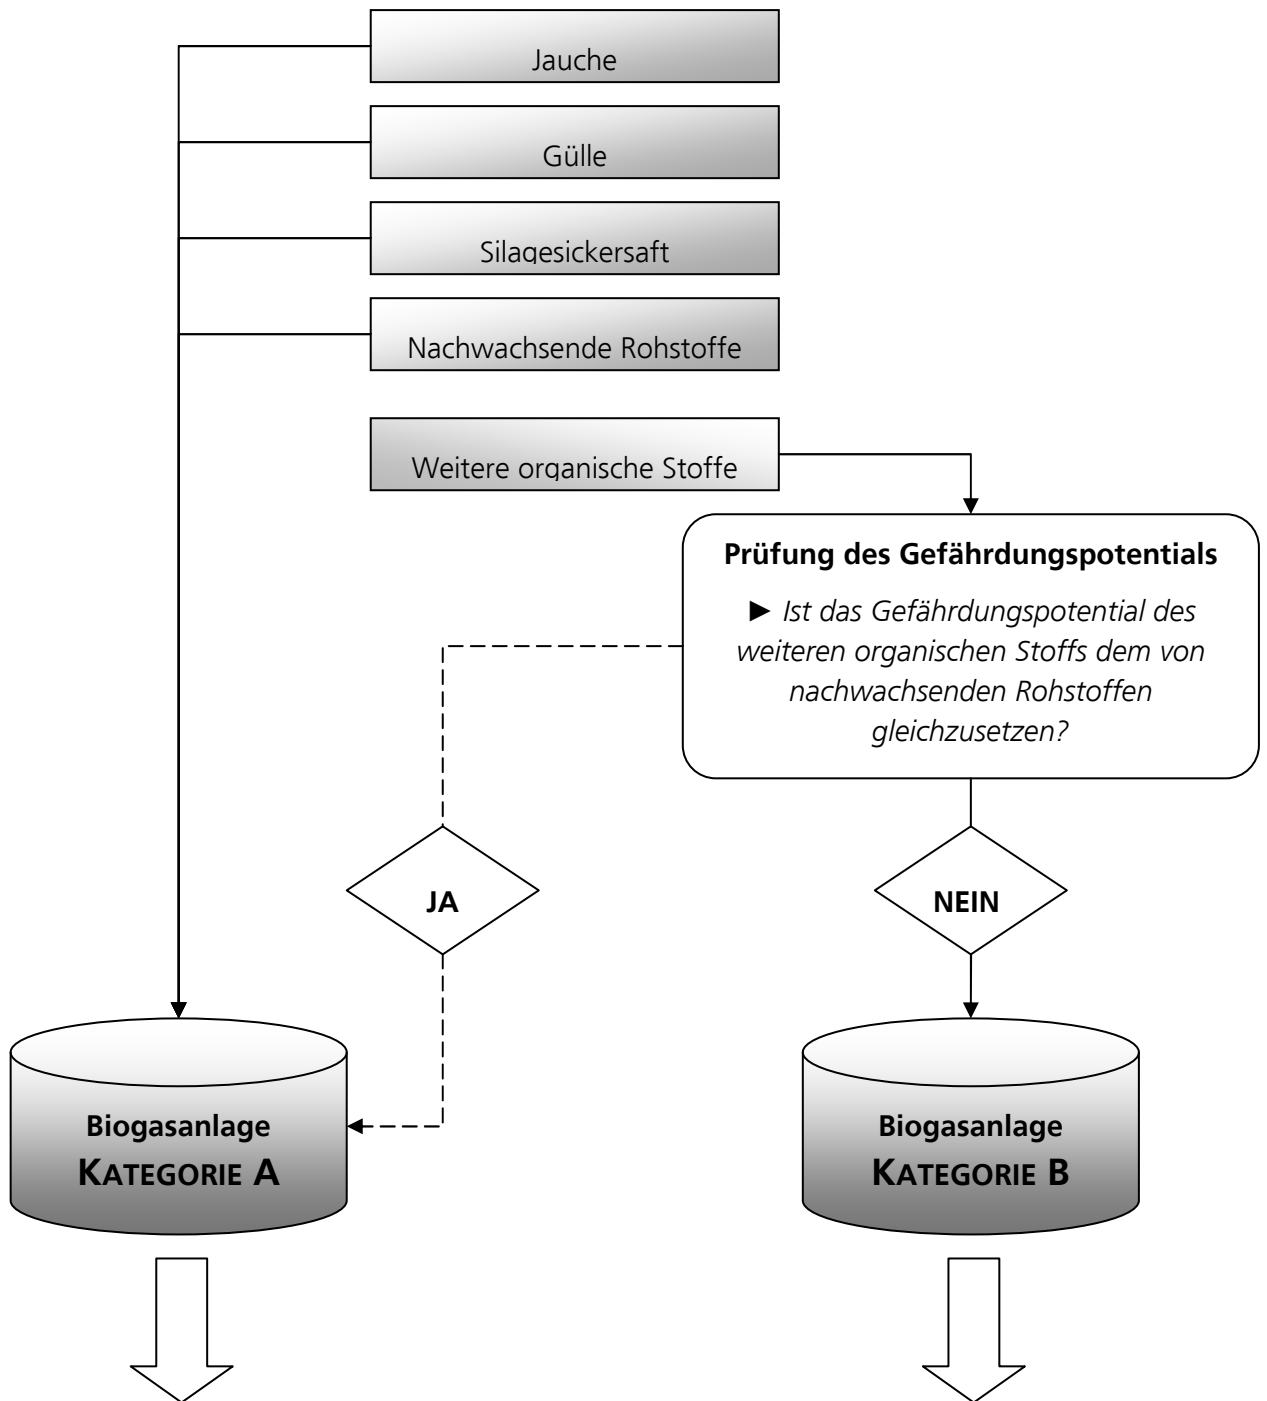 Jauche
Gülle
Silagesickersaft
Nachwachsende Rohstoffe
Weitere organische Stoffe
Prüfung des Gefährdungspotentials
► Ist das Gefährdungspotential des
weiteren organischen Stoffs dem von
nachwachsenden Rohstoffen
gleichzusetzen?
JA
NEIN
Biogasanlage
KATEGORIE A
Biogasanlage
KATEGORIE B